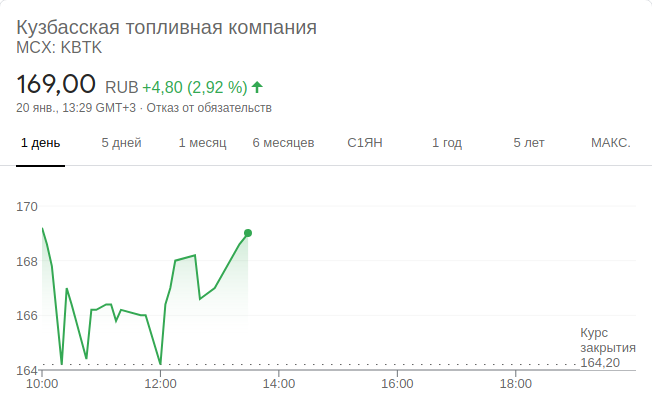 Кузбасская топливная компания
MCX: KBTK
169,00 RUB +4,80 (2,92 %)
20 янв., 13:29 GMT+3 · Отказ от обязательств
1 день 5 дней 1 месяц 6 месяцев С1ЯН 1 год 5 лет МАКС.
170
168
166
164
Курс
закрытия
164,20
10:00 12:00 14:00 16:00 18:00